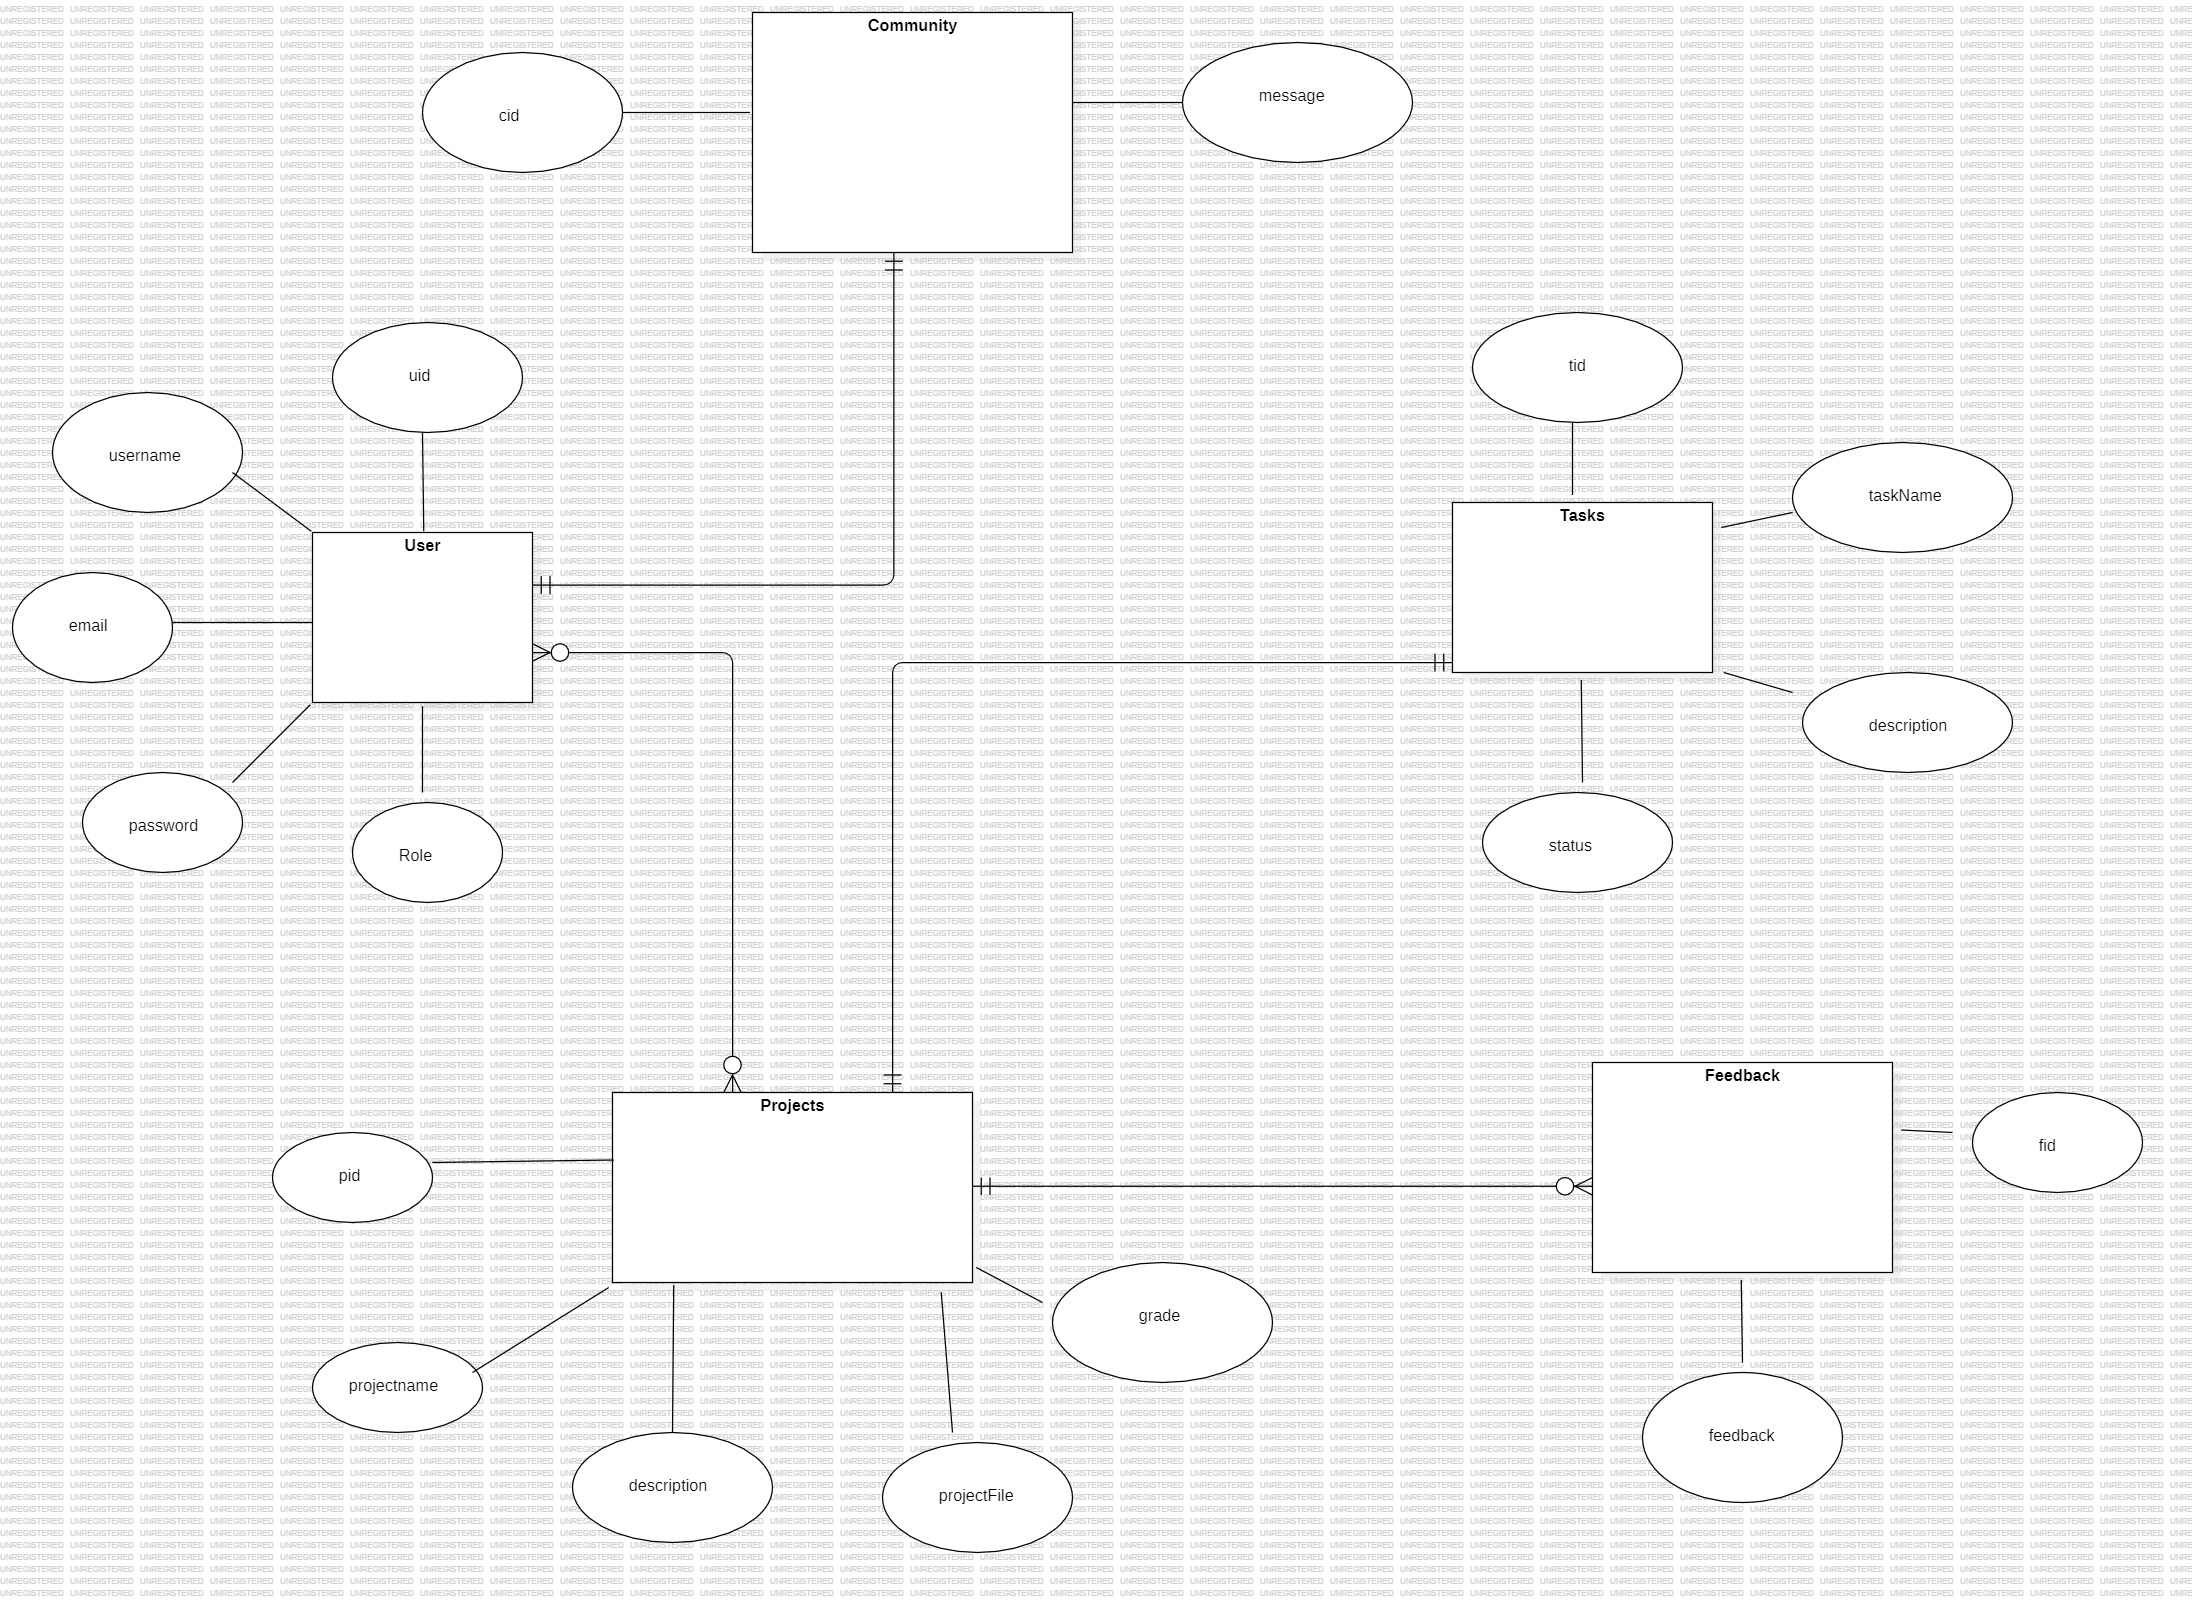 Community
cid
message
uid
tid
username
taskName
User
Tasks
email
description
password
Role
status
Projects
Feedback
pid
fid
grade
projectname
description
projectFile
feedback
UNREGISTERED